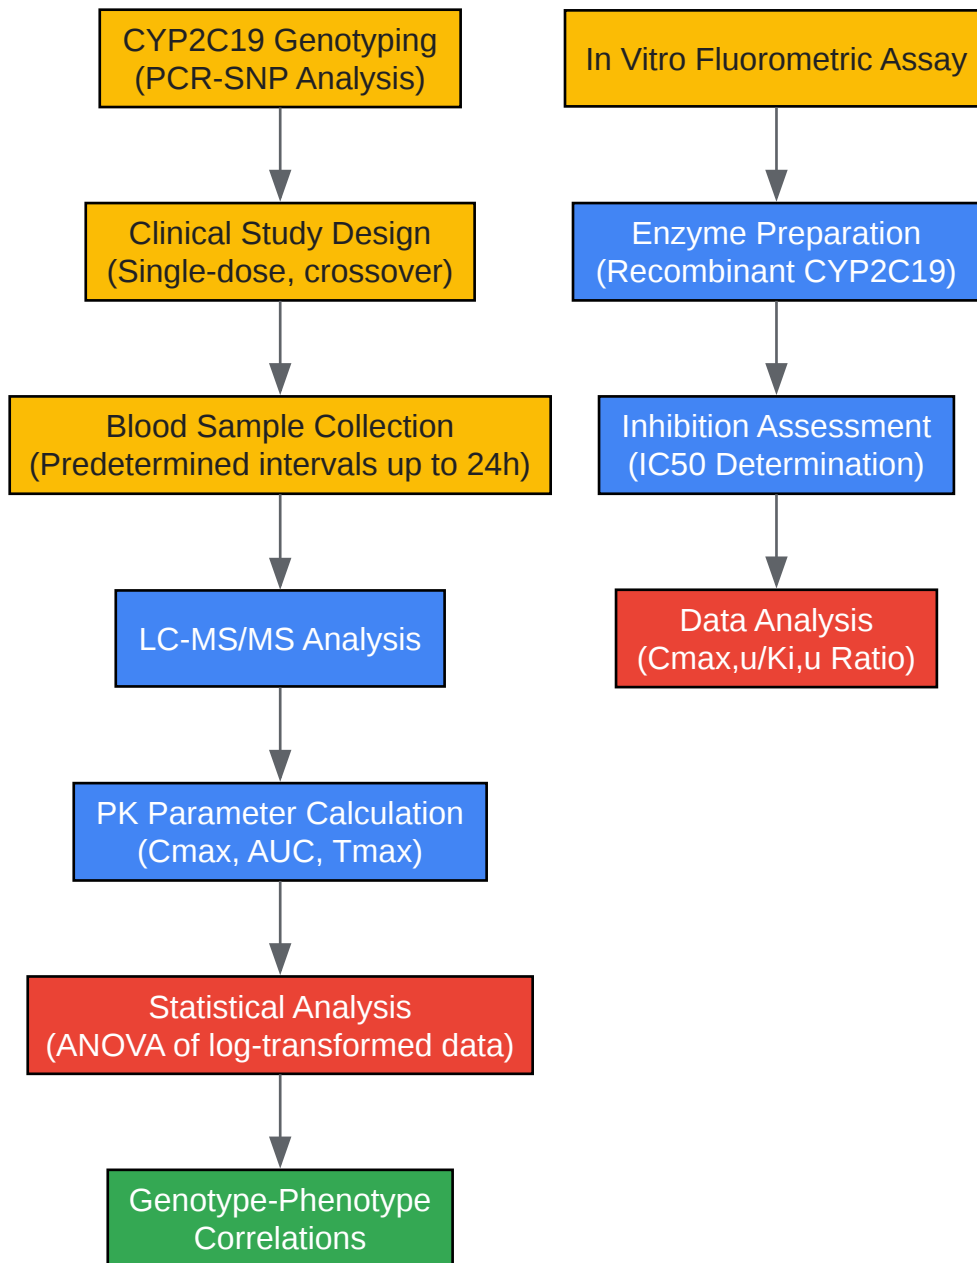 CYP2C19 Genotyping
(PCR-SNP Analysis)
Clinical Study Design
(Single-dose, crossover)
Blood Sample Collection
(Predetermined intervals up to 24h)
LC-MS/MS Analysis
PK Parameter Calculation
(Cmax, AUC, Tmax)
Statistical Analysis
(ANOVA of log-transformed data)
Genotype-Phenotype
Correlations
In Vitro Fluorometric Assay
Enzyme Preparation
(Recombinant CYP2C19)
Inhibition Assessment
(IC50 Determination)
Data Analysis
(Cmax,u/Ki,u Ratio)